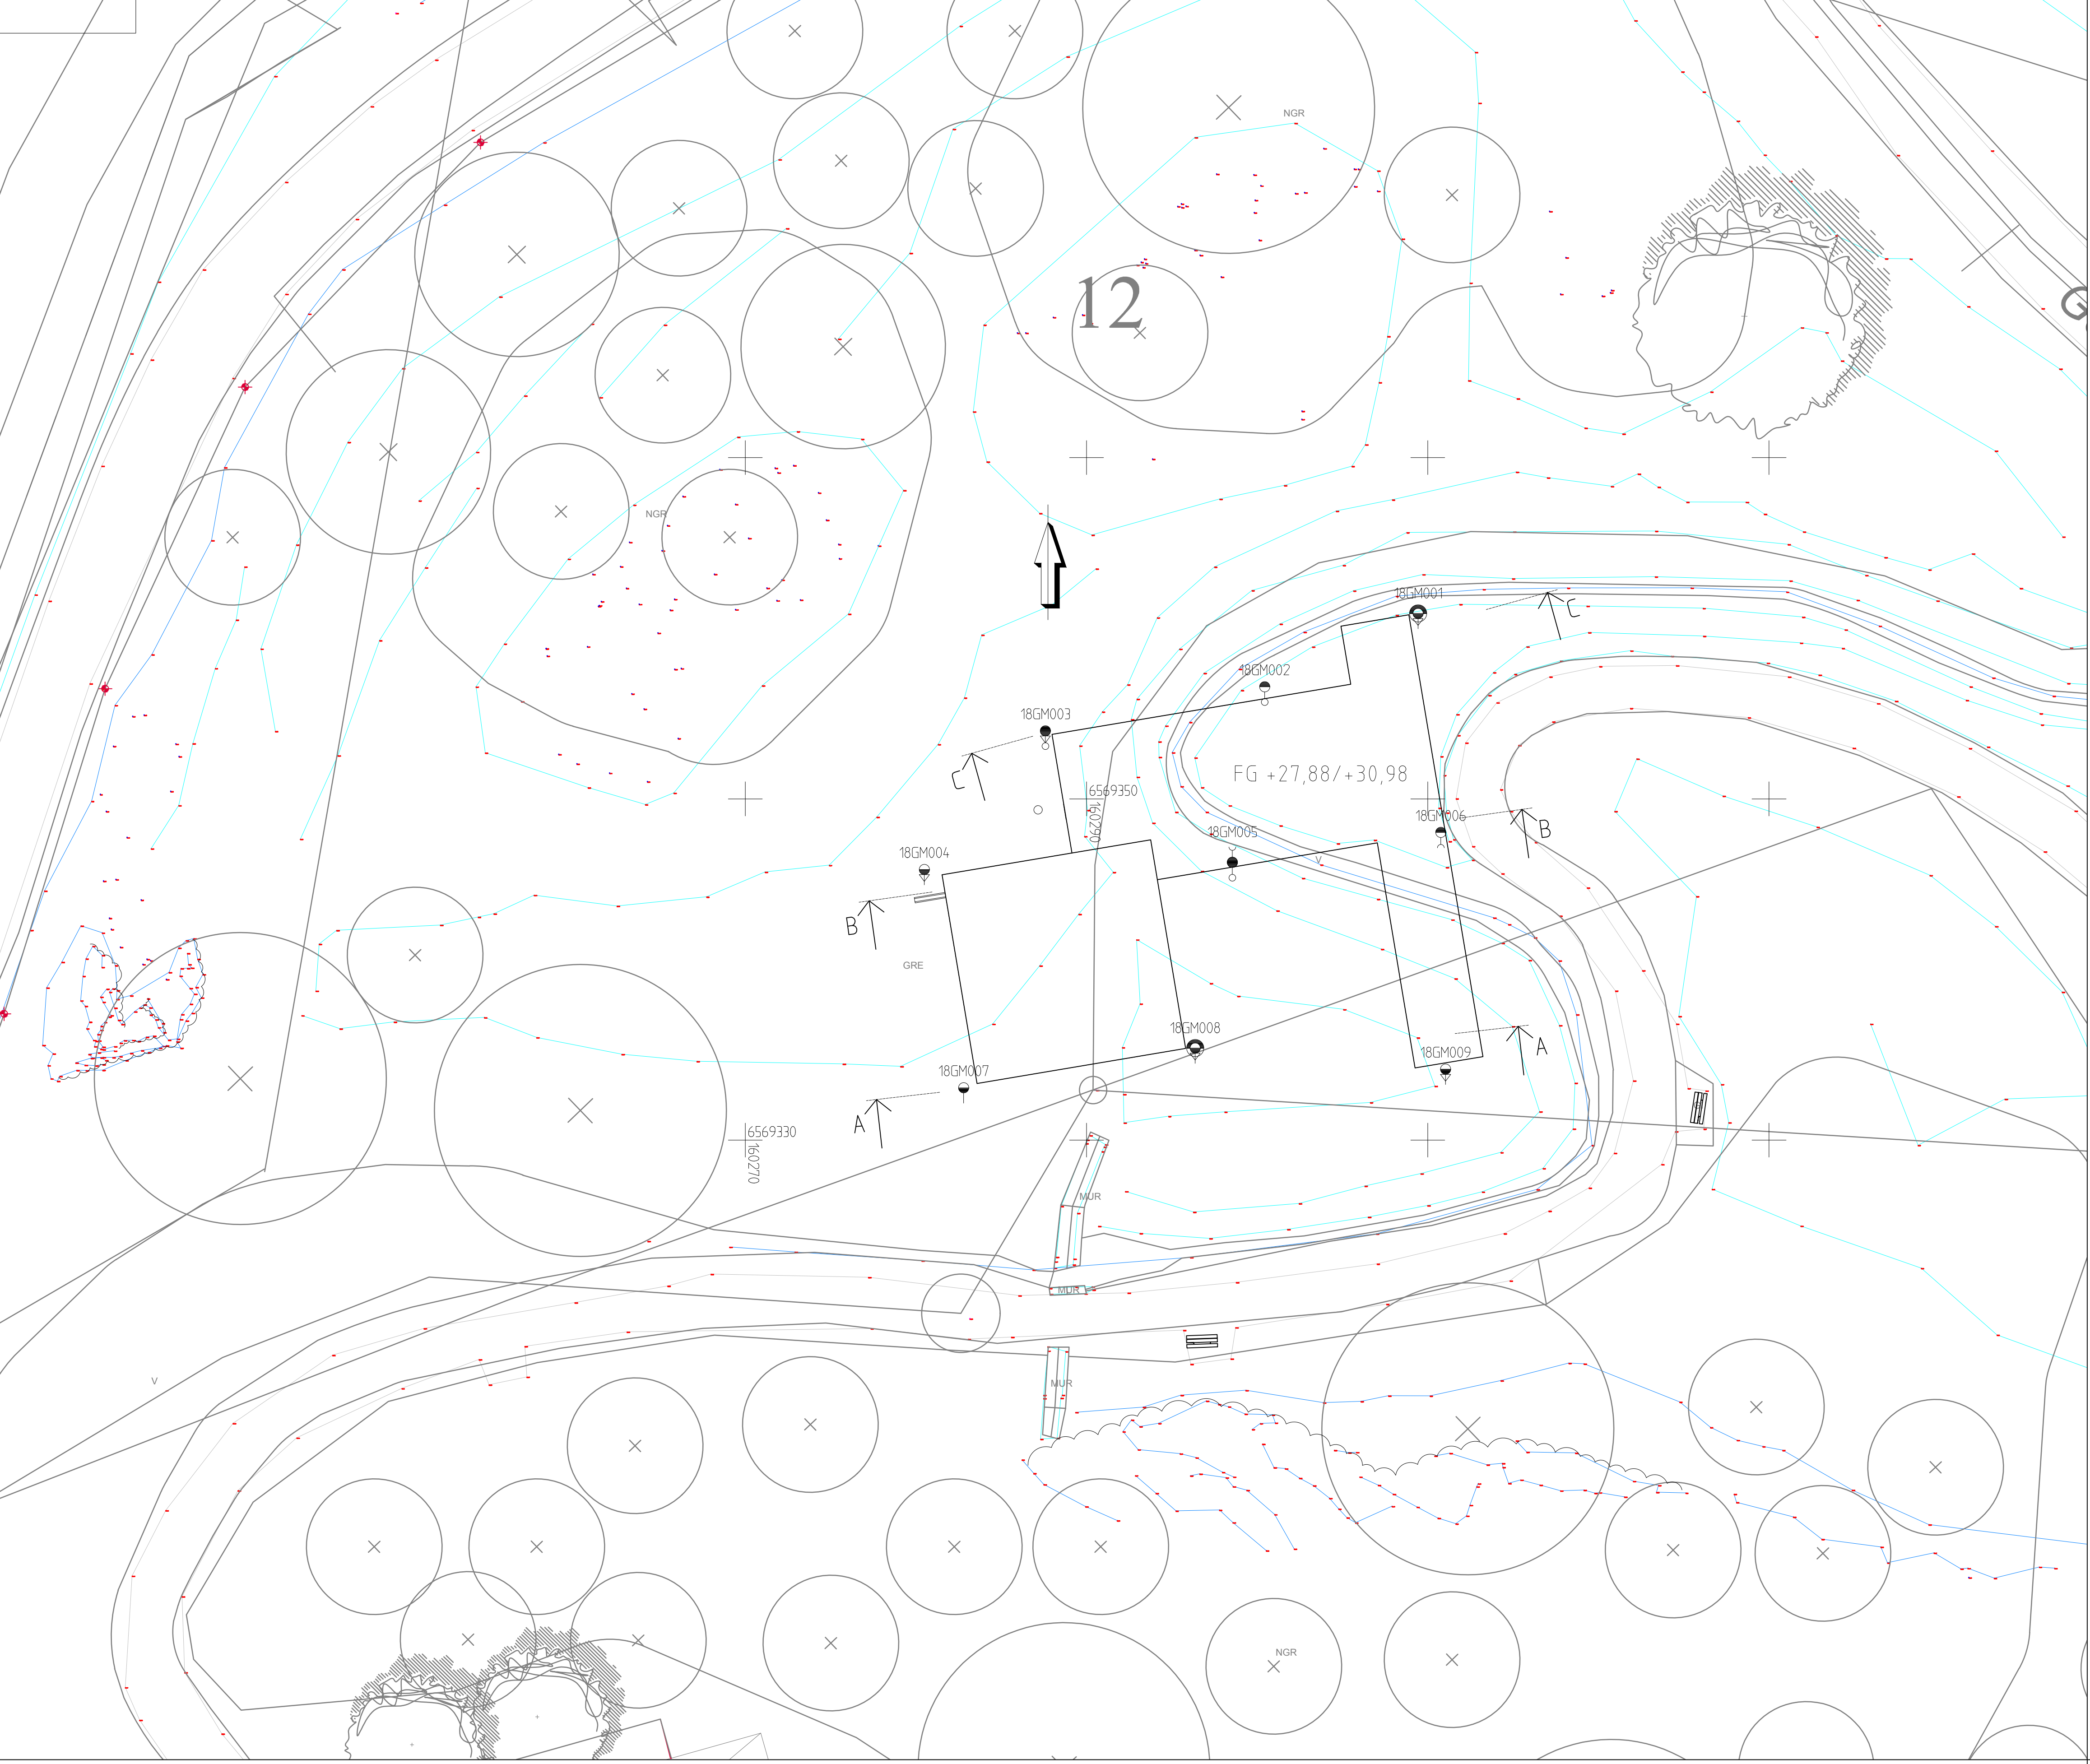 NGR
12
G
NGR
18GM001
C
18GM002
18GM003
C
FG +27,88/+30,98
6569350
160290
18GM006
B
18GM005
V
18GM004
B
GRE
18GM008
A
18GM009
18GM007
A
6569330
160270
MUR
MUR
V
MUR
NGR